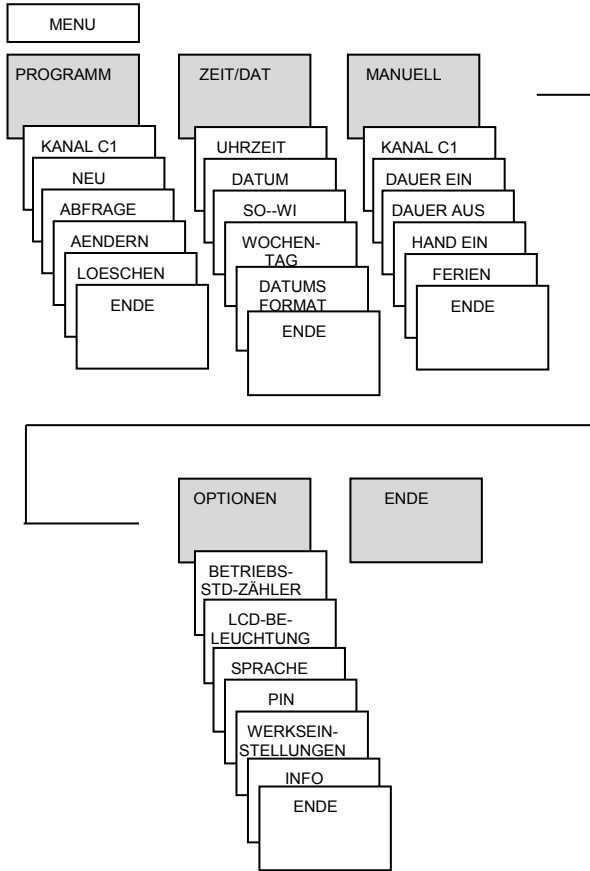 MENU
PROGRAMM
KANAL C1
NEU
ABFRAGE
AENDERN
LOESCHEN
ENDE
ZEIT/DAT
UHRZEIT
DATUM
SO--WI
WOCHEN-
TAG
DATUMS
FORMAT
ENDE
MANUELL
KANAL C1
DAUER EIN
DAUER AUS
HAND EIN
FERIEN
ENDE
OPTIONEN
BETRIEBS-
STD-ZÄHLER
LCD-BE-
LEUCHTUNG
SPRACHE
PIN
WERKSEIN-
STELLUNGEN
INFO
ENDE
ENDE